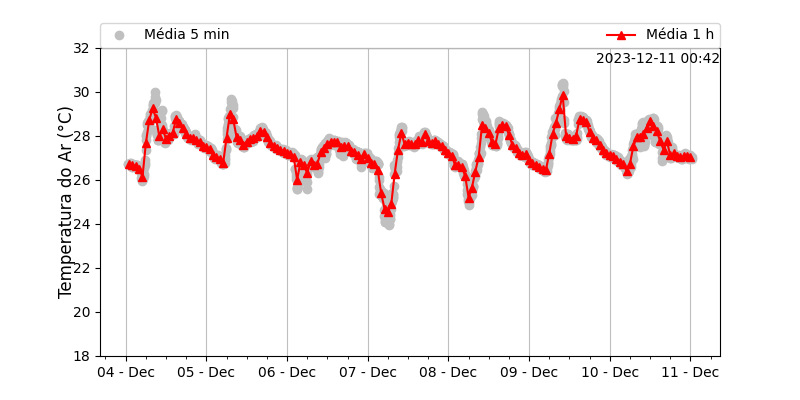 Média 5 min
Média 1 h
2023-12-11 00:42
Temperatura do Ar (°C)
32
30
28
26
24
22
20
18
04 - Dec
05 - Dec
06 - Dec
07 - Dec
08 - Dec
09 - Dec
10 - Dec
11 - Dec